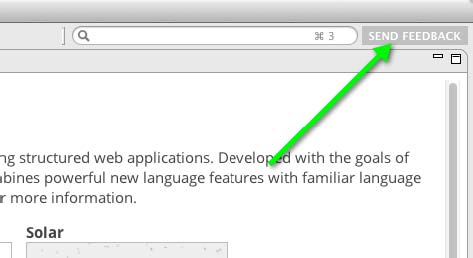 ⌘ 3
SEND FEEDBACK
ng structured web applications. Developed with the goals of
bines powerful new language features with familiar language
r more information.
Solar